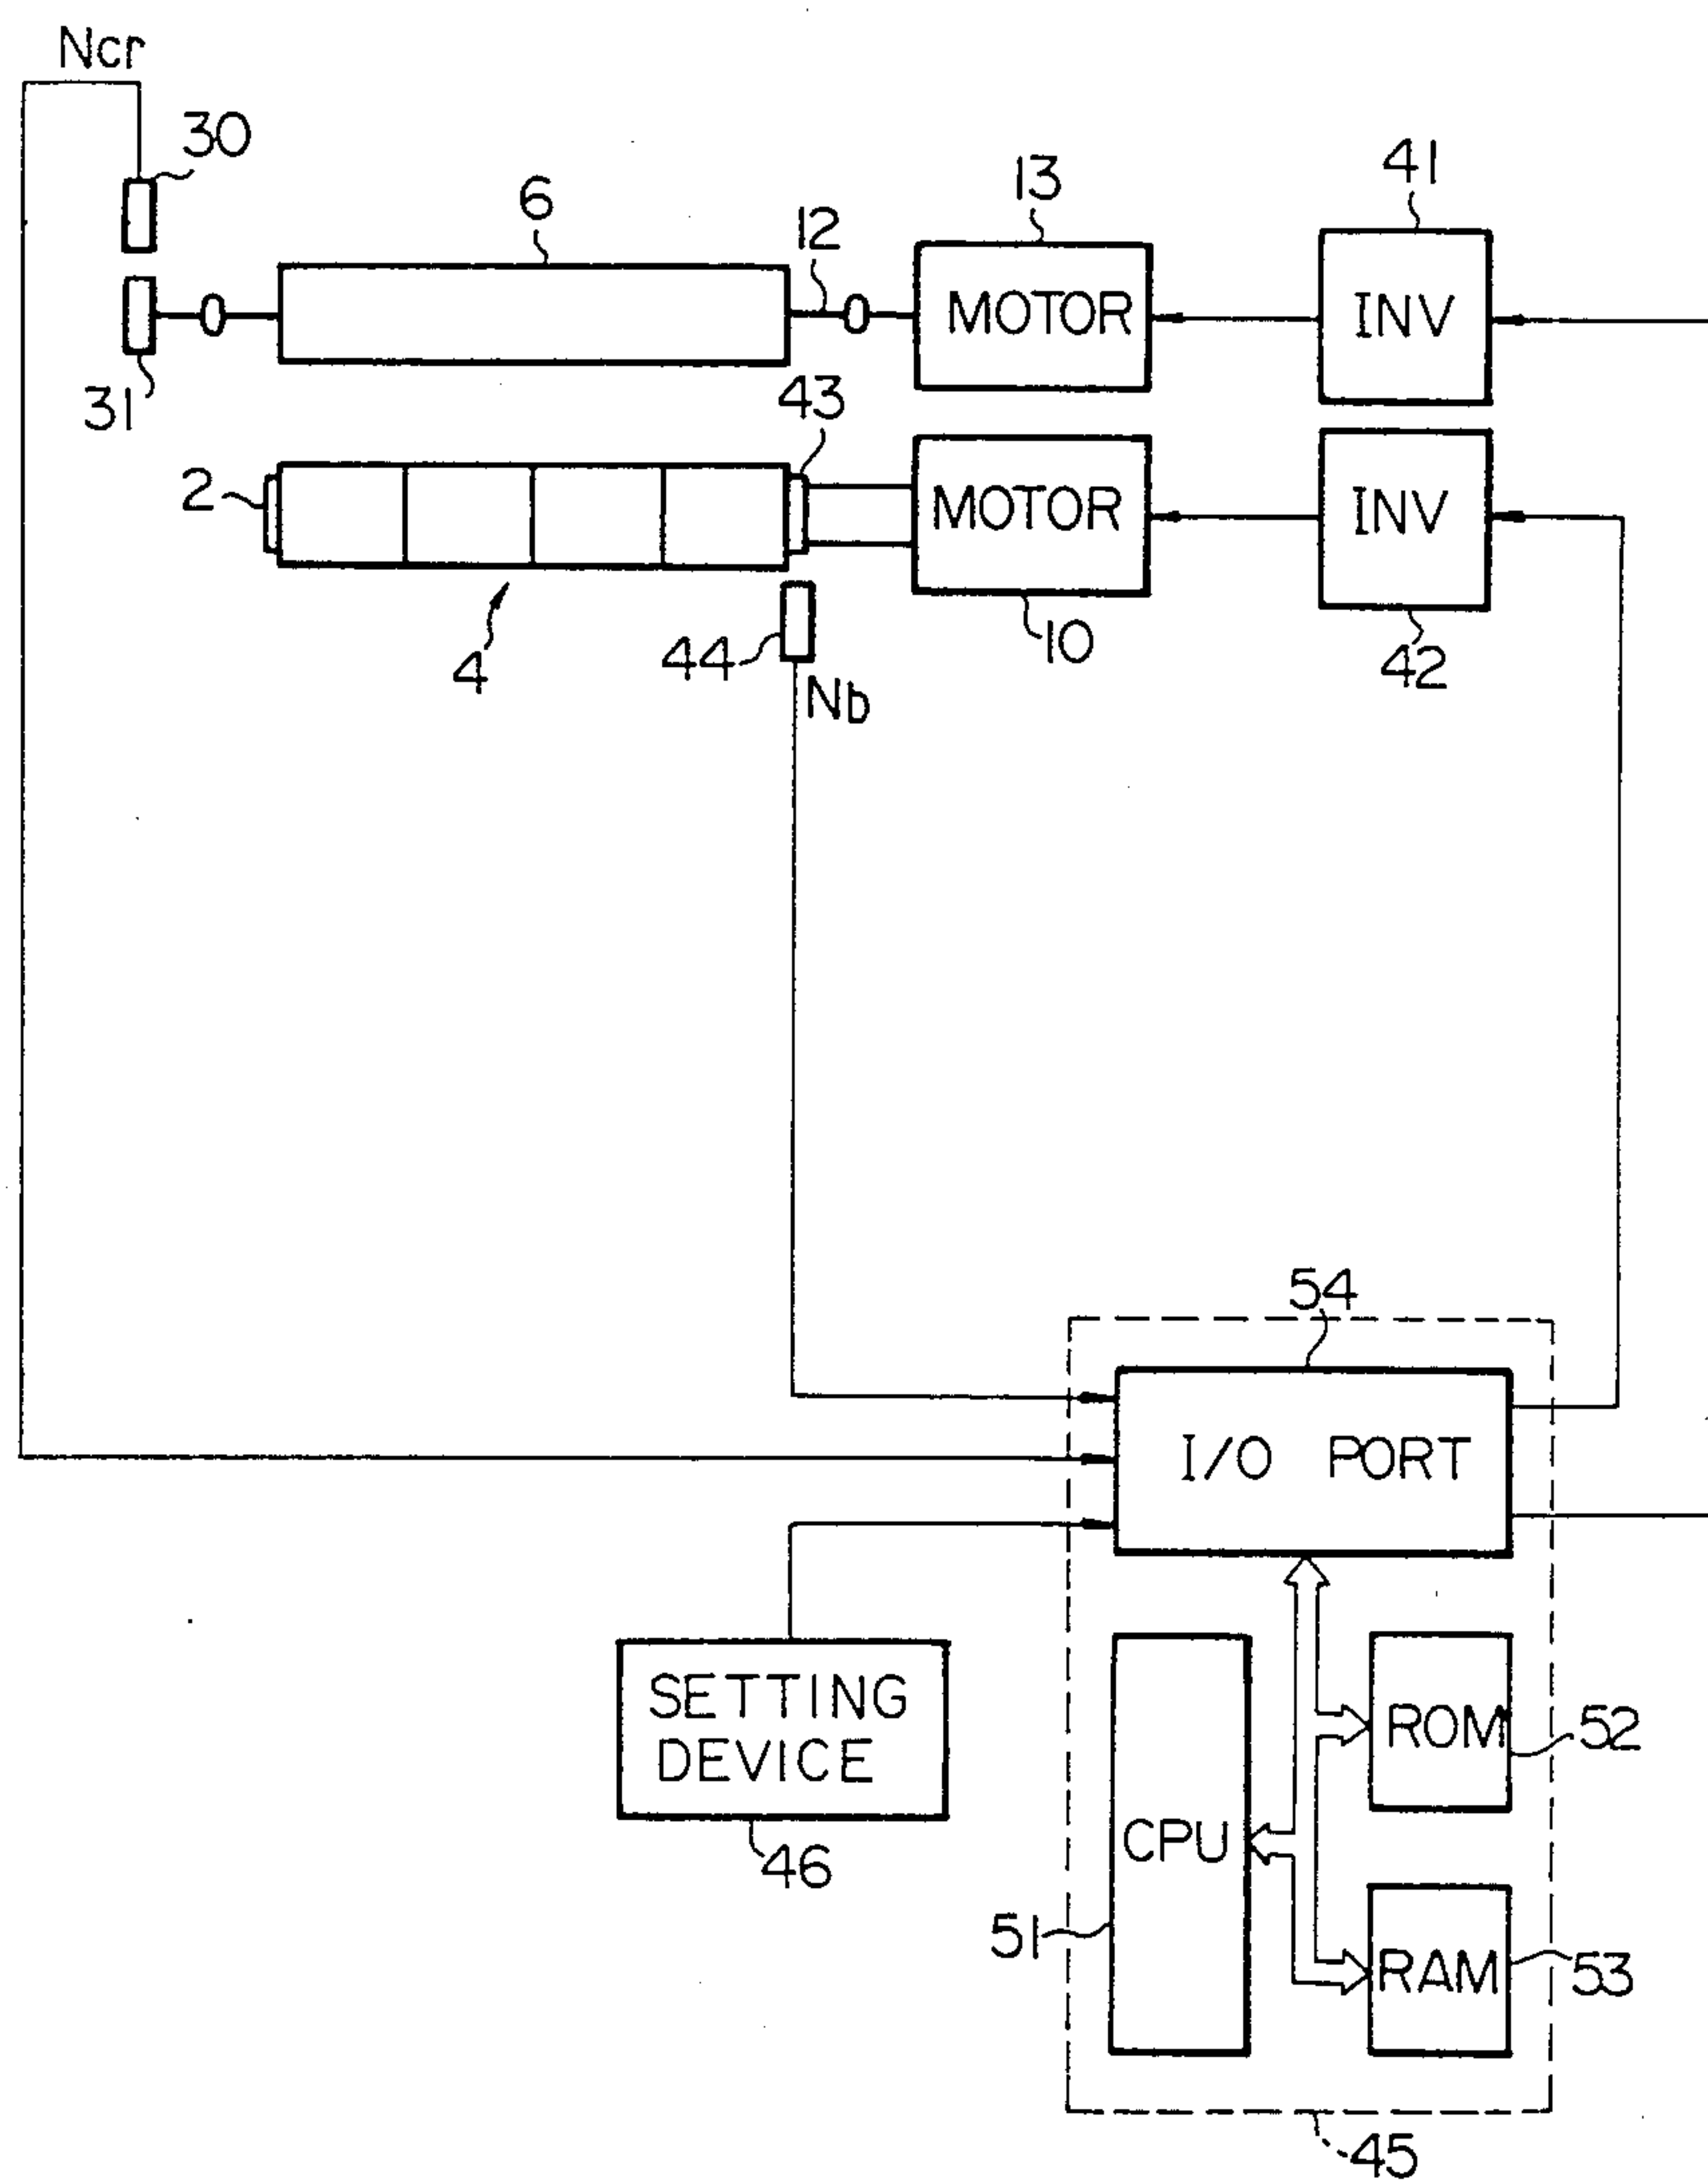 Ncr
30
6
12
13
41
MOTOR
INV
31
43
2
MOTOR
INV
4
44
10
42
Nb
54
I/O PORT
SETTING
DEVICE
46
ROM
52
CPU
51
RAM
53
45